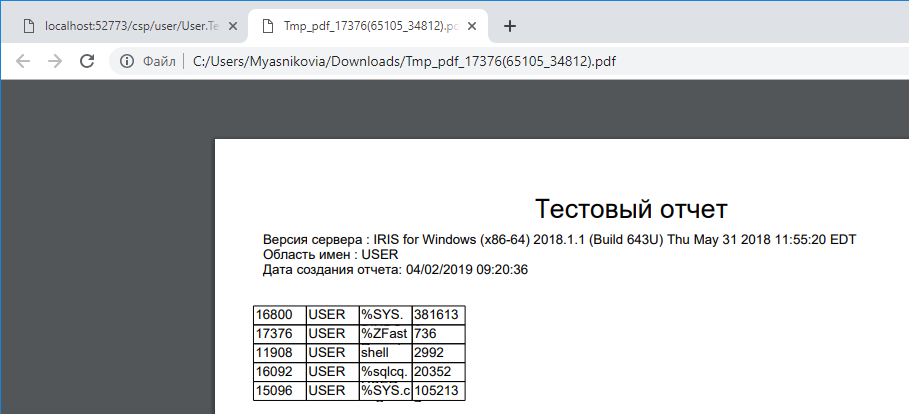 localhost:52773/csp/user/User.Te
Tmp_pdf_17376(65105_34812).pd
Файл
C:/Users/Myasnikovia/Downloads/Tmp_pdf_17376(65105_34812).pdf
Тестовый отчет
Версия сервера : IRIS for Windows (x86-64) 2018.1.1 (Build 643U) Thu May 31 2018 11:55:20 EDT
Область имен : USER
Дата создания отчета: 04/02/2019 09:20:36
16800 USER %SYS. 381613
17376 USER %ZFast 736
11908 USER shell 2992
16092 USER %sqlcq. 20352
15096 USER %SYS.c 105213